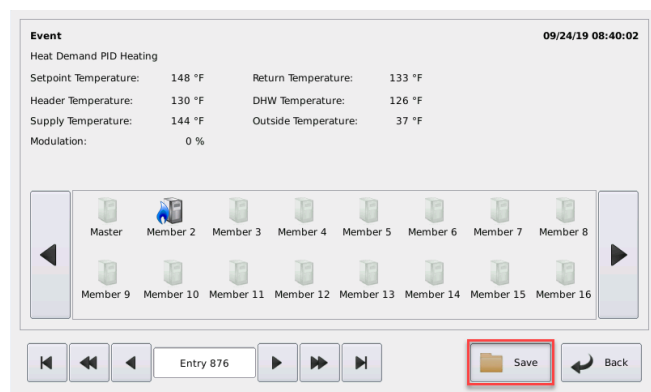 Event 09/24/19 08:40:02
Heat Demand PID Heating
Setpoint Temperature: 148 °F Return Temperature: 133 °F
Header Temperature: 130 °F DHW Temperature: 126 °F
Supply Temperature: 144 °F Outside Temperature: 37 °F
Modulation: 0 %
Master Member 2 Member 3 Member 4 Member 5 Member 6 Member 7 Member 8
Member 9 Member 10 Member 11 Member 12 Member 13 Member 14 Member 15 Member 16
Entry 876 Save Back